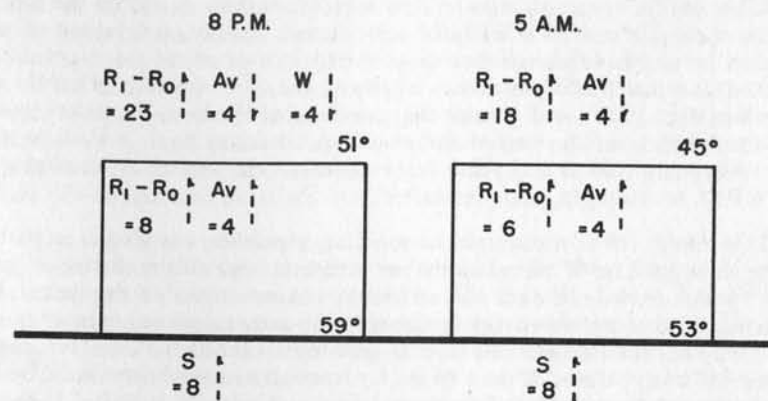 8 P.M.
5 A.M.
R₁-R₀ Av W
=23 =4 =4
R₁-R₀ Av
=18 =4
51°
45°
R₁-R₀ Av
=8 =4
R₁-R₀ Av
=6 =4
59°
53°
S
=8
S
=8